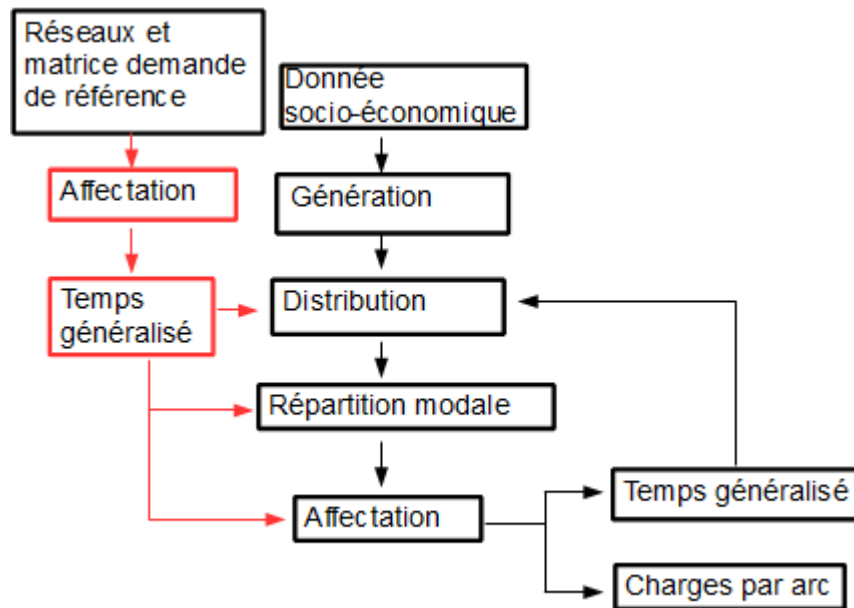 Réseaux et
matrice demande
de référence
Donnée
socio-économique
Affectation
Génération
Temps
généralisé
Distribution
Répartition modale
Affectation
Temps généralisé
Charges par arc